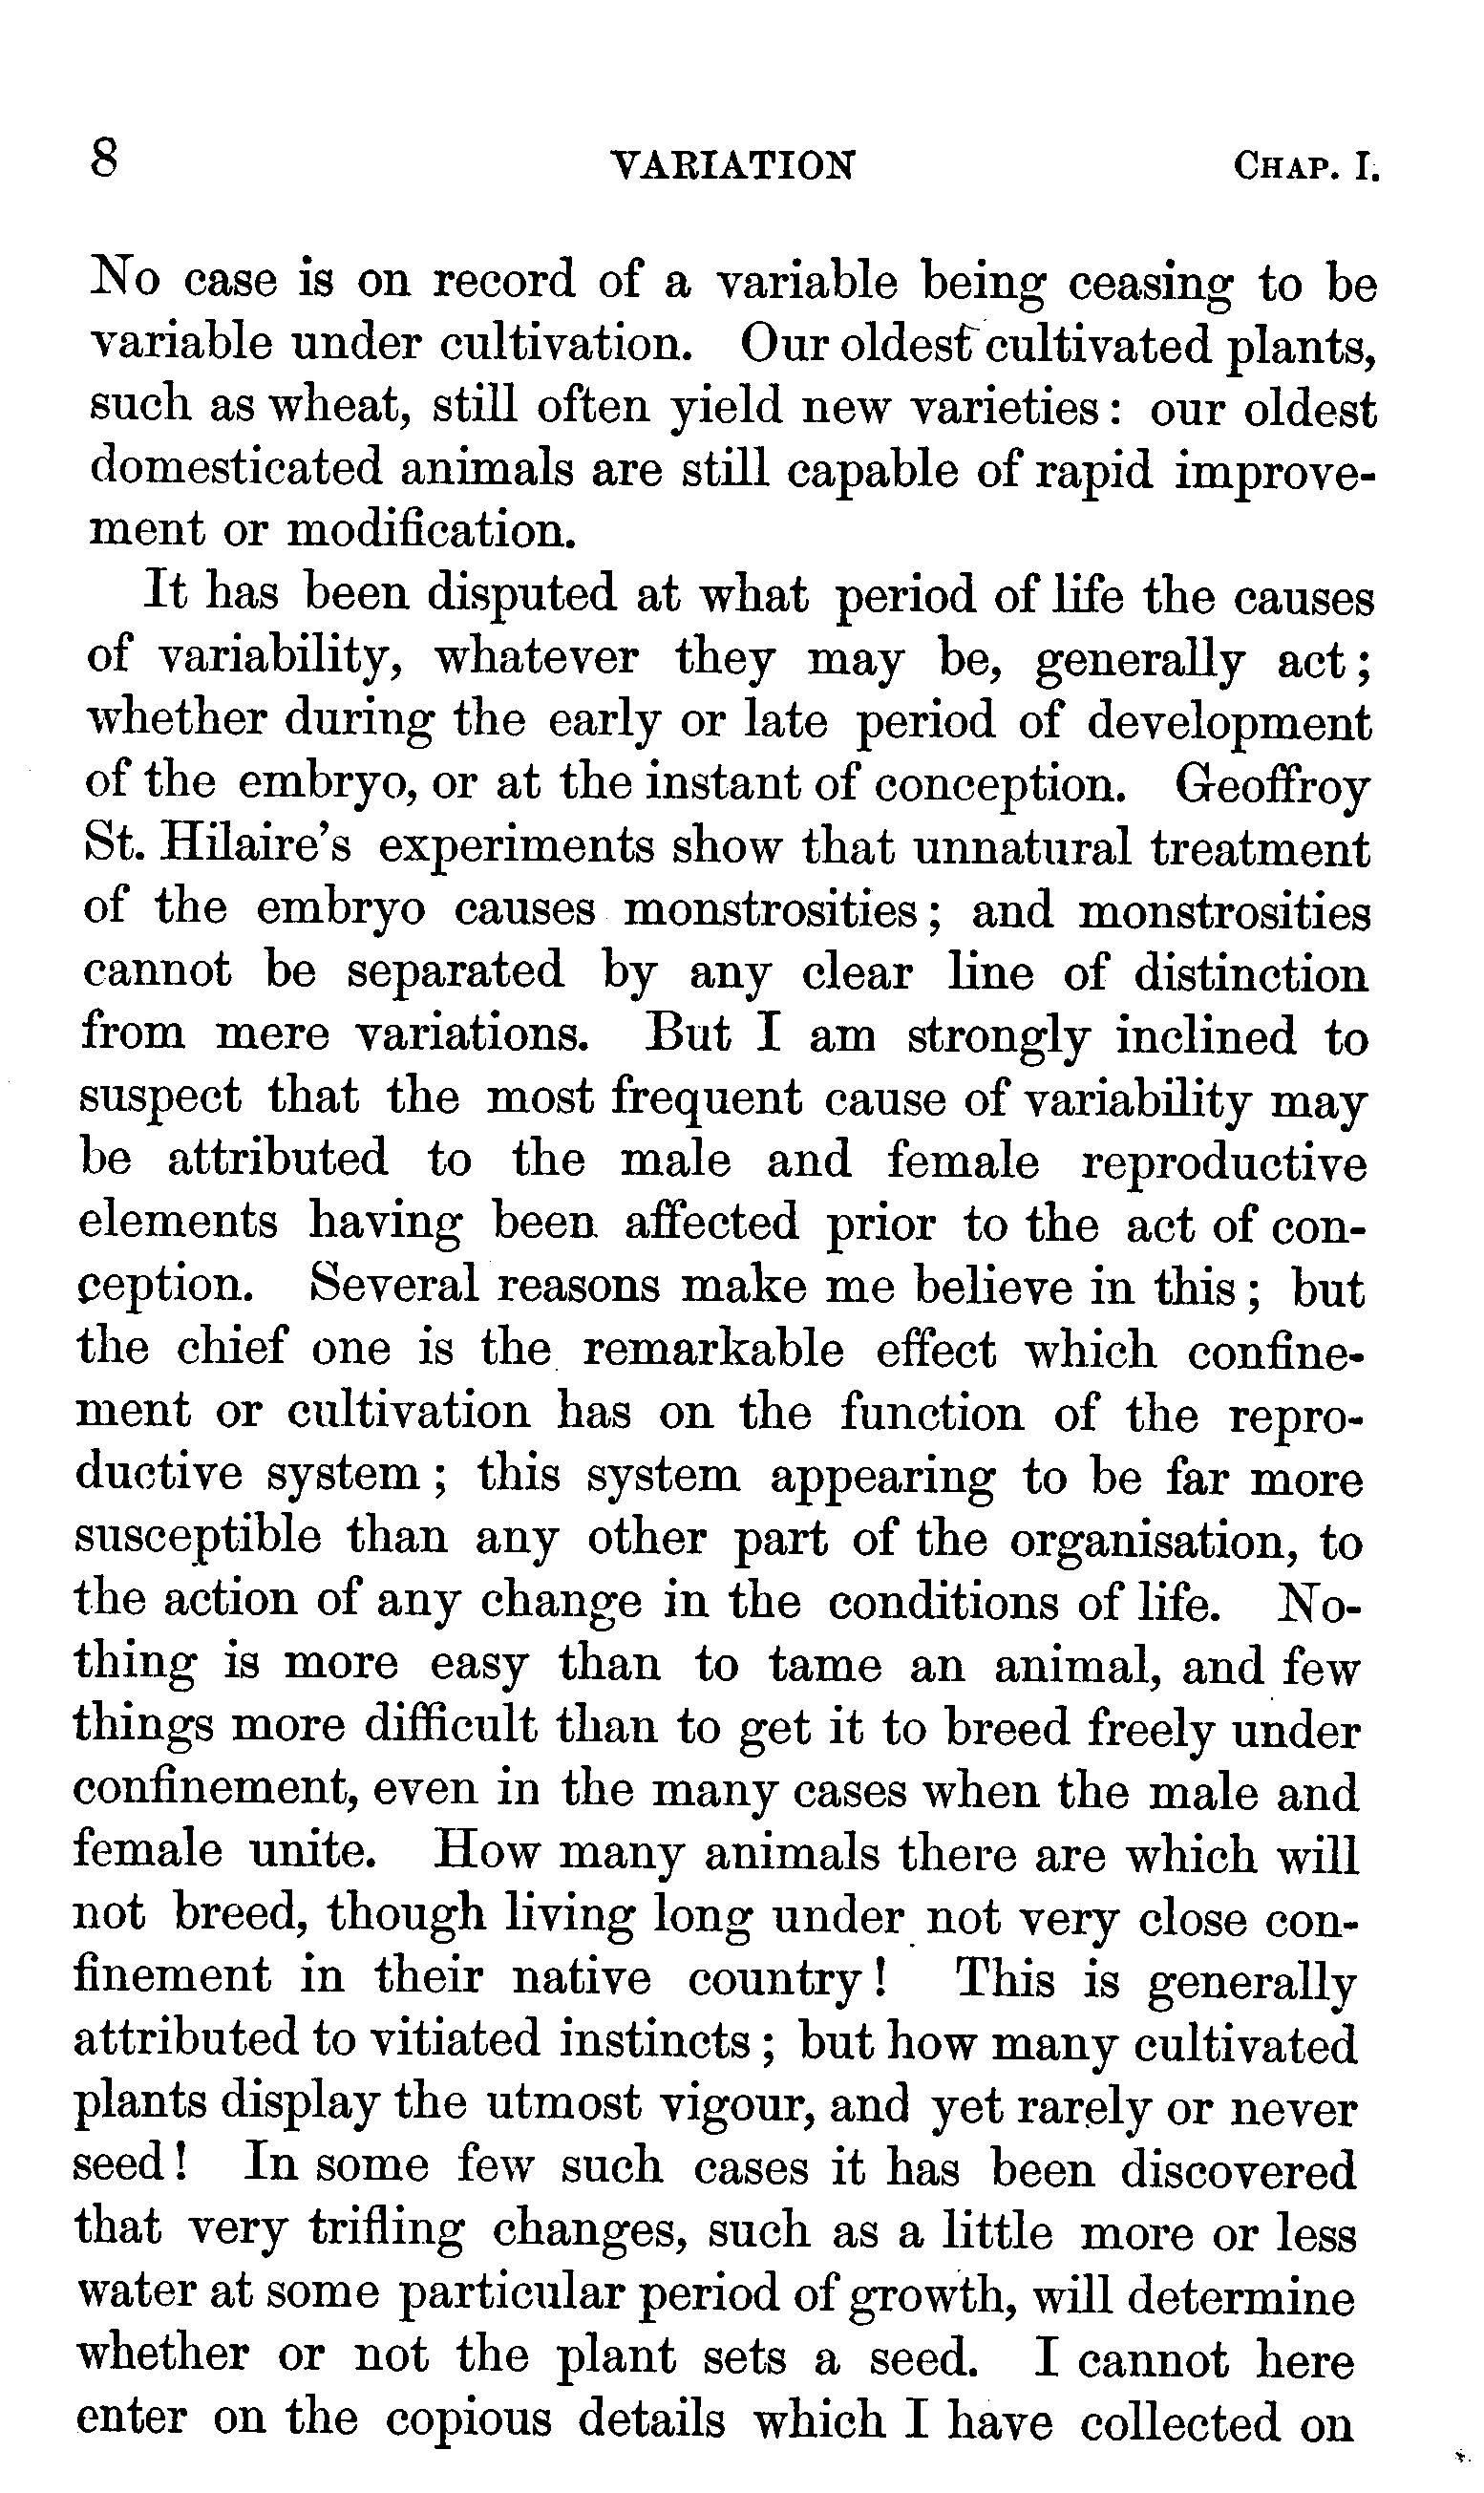 8 VARIATION CHAP. I.
No case is on record of a variable being ceasing to be
variable under cultivation. Our oldest cultivated plants,
such as wheat, still often yield new varieties: our oldest
domesticated animals are still capable of rapid improve-
ment or modification.
It has been disputed at what period of life the causes
of variability, whatever they may be, generally act;
whether during the early or late period of development
of the embryo, or at the instant of conception. Geoffroy
St. Hilaire's experiments show that unnatural treatment
of the embryo causes monstrosities; and monstrosities
cannot be separated by any clear line of distinction
from mere variations. But I am strongly inclined to
suspect that the most frequent cause of variability may
be attributed to the male and female reproductive
elements having been affected prior to the act of con-
ception. Several reasons make me believe in this; but
the chief one is the remarkable effect which confine-
ment or cultivation has on the function of the repro-
ductive system; this system appearing to be far more
susceptible than any other part of the organisation, to
the action of any change in the conditions of life. No-
thing is more easy than to tame an animal, and few
things more difficult than to get it to breed freely under
confinement, even in the many cases when the male and
female unite. How many animals there are which will
not breed, though living long under not very close con-
finement in their native country! This is generally
attributed to vitiated instincts; but how many cultivated
plants display the utmost vigour, and yet rarely or never
seed! In some few such cases it has been discovered
that very trifling changes, such as a little more or less
water at some particular period of growth, will determine
whether or not the plant sets a seed. I cannot here
enter on the copious details which I have collected on